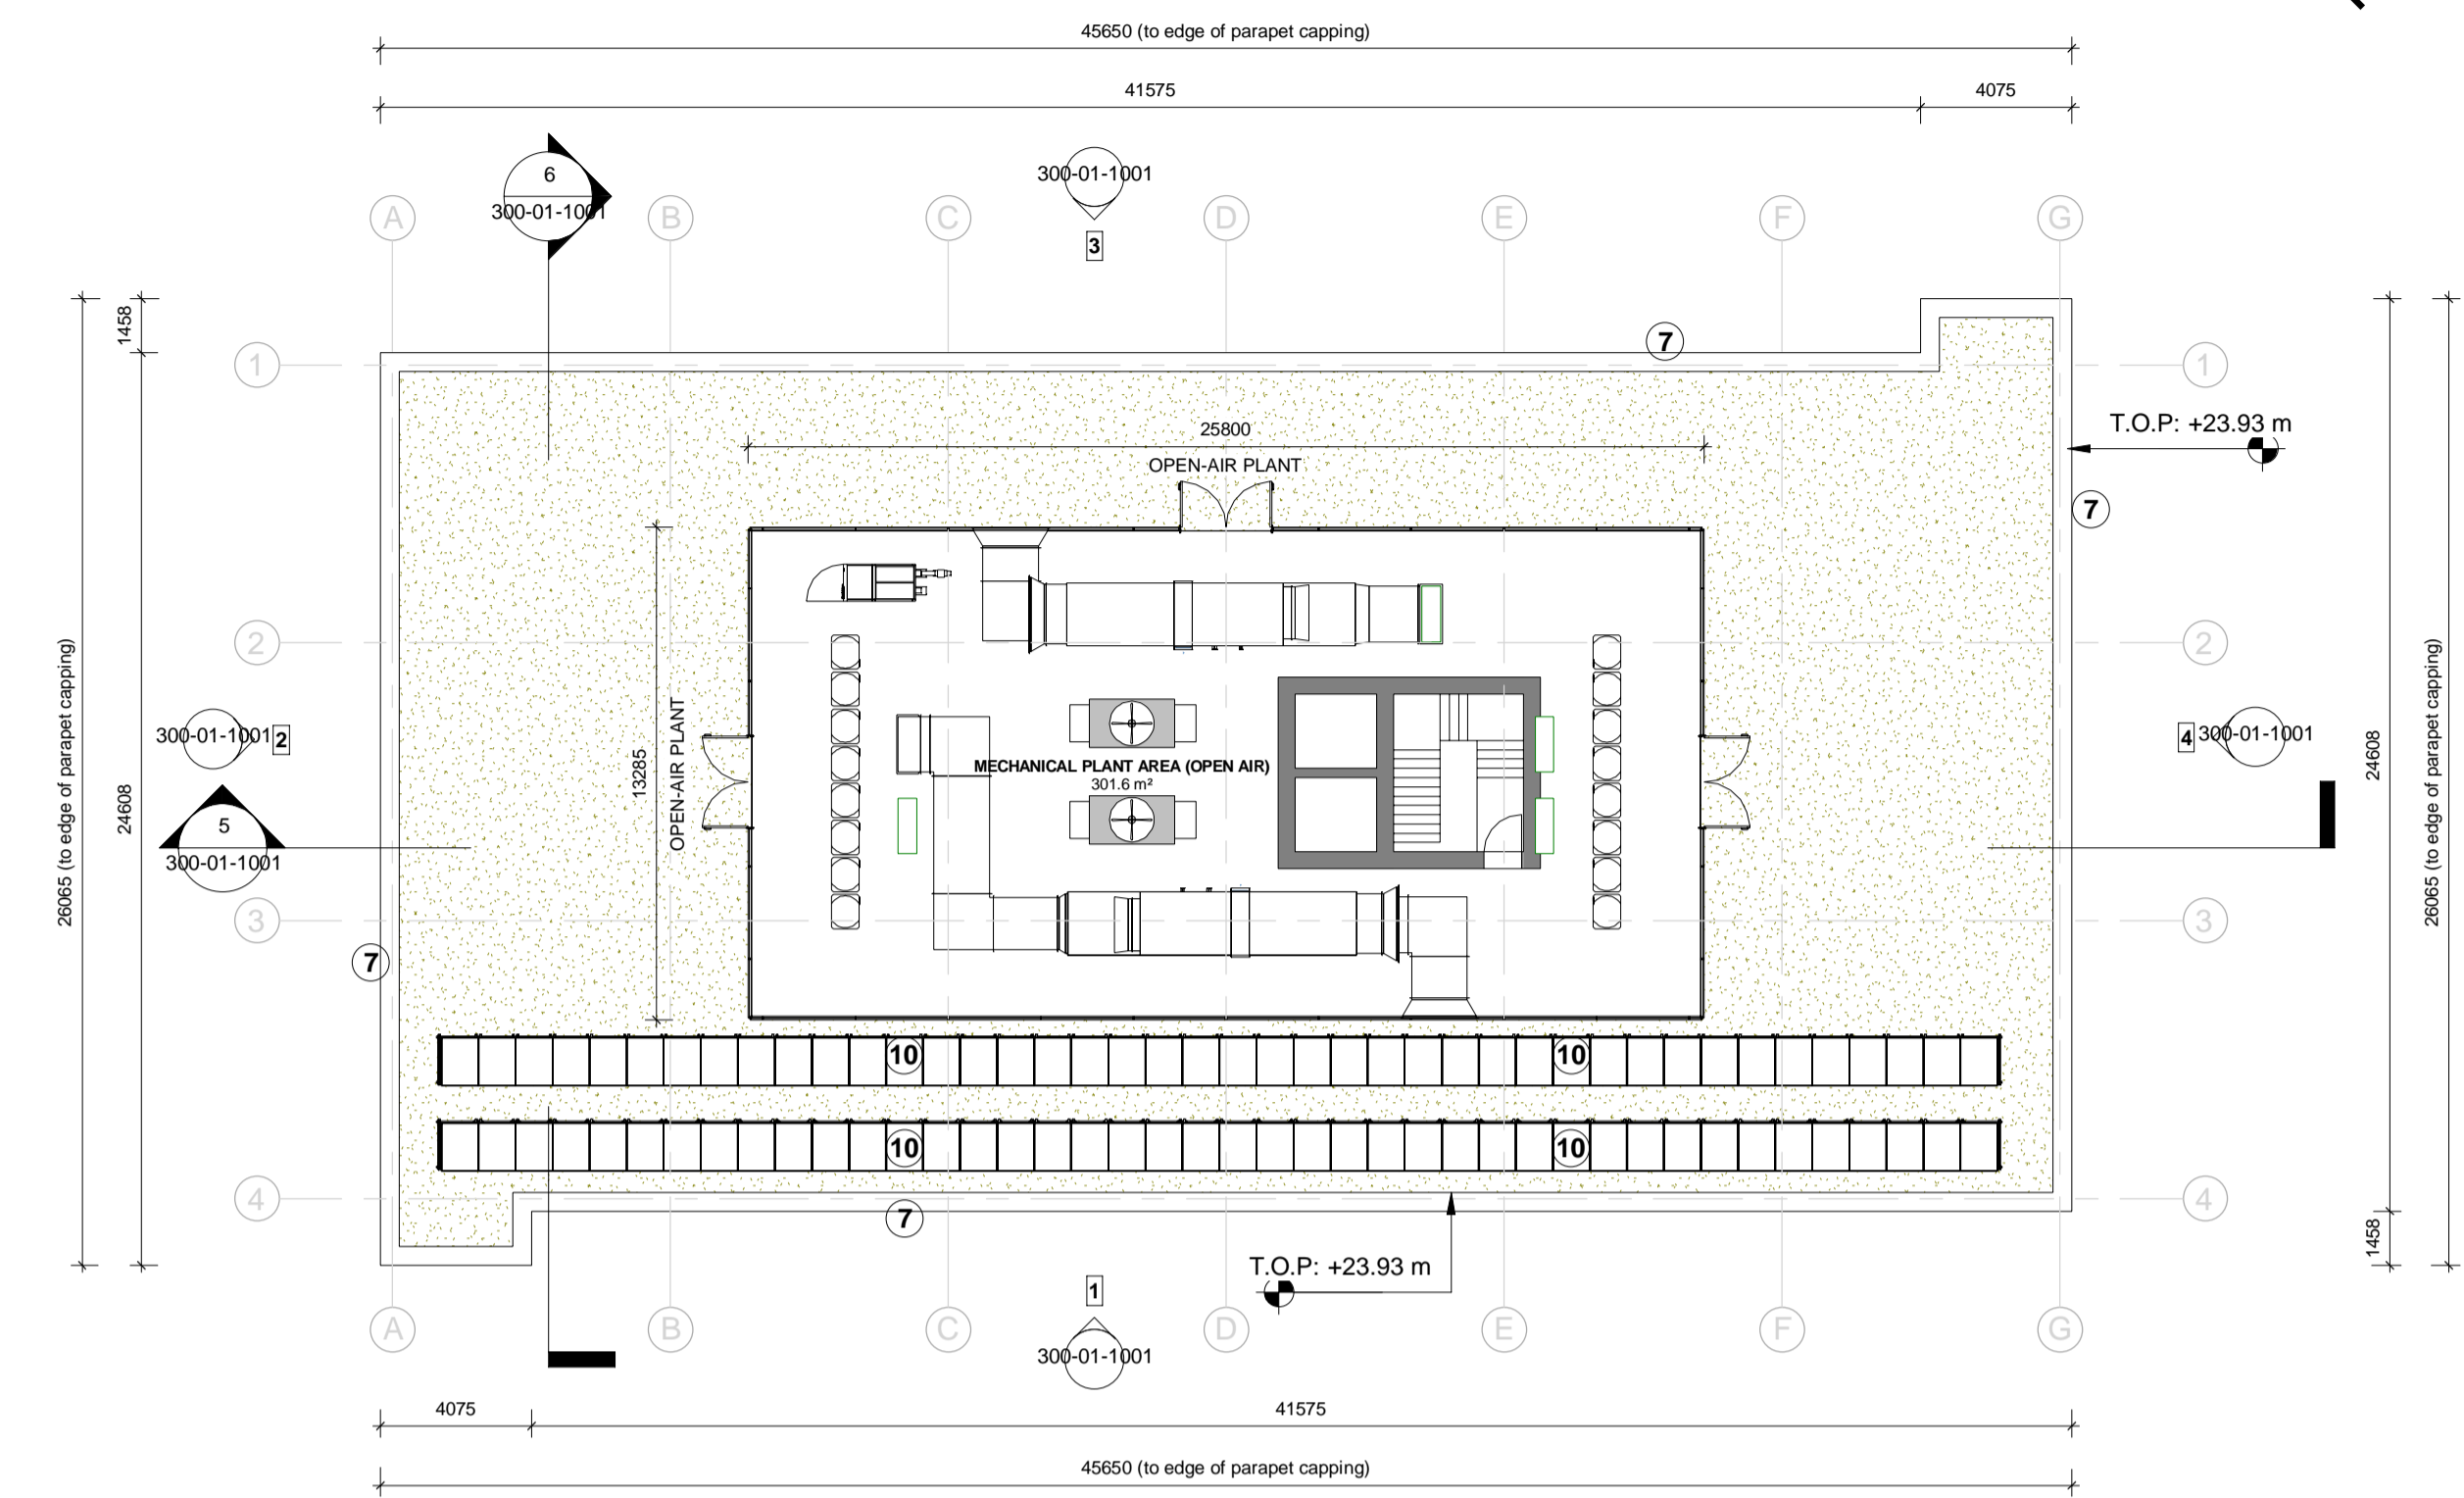 45650 (to edge of parapet capping)
41575
4075
6
300-01-1001
300-01-1001
3
A
B
C
D
E
F
G
1458
1458
1
1
7
T.O.P: +23.93 m
25800
OPEN-AIR PLANT
7
2
2
26065 (to edge of parapet capping)
24608
300-01-1001
2
5
300-01-1001
13285
OPEN-AIR PLANT
MECHANICAL PLANT AREA (OPEN AIR)
301.6 m²
4
300-01-1001
24608
26065 (to edge of parapet capping)
3
3
7
10
10
10
10
4
4
7
T.O.P: +23.93 m
1
300-01-1001
A
B
C
D
E
F
G
4075
41575
45650 (to edge of parapet capping)